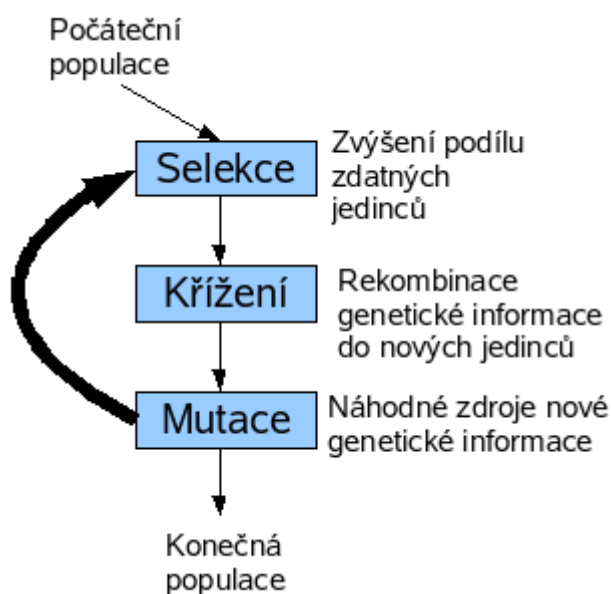 Počáteční
populace
Selekce
Zvýšení podílu
zdatných
jedinců
Křížení
Rekombinace
genetické informace
do nových jedinců
Mutace
Náhodné zdroje nové
genetické informace
Konečná
populace